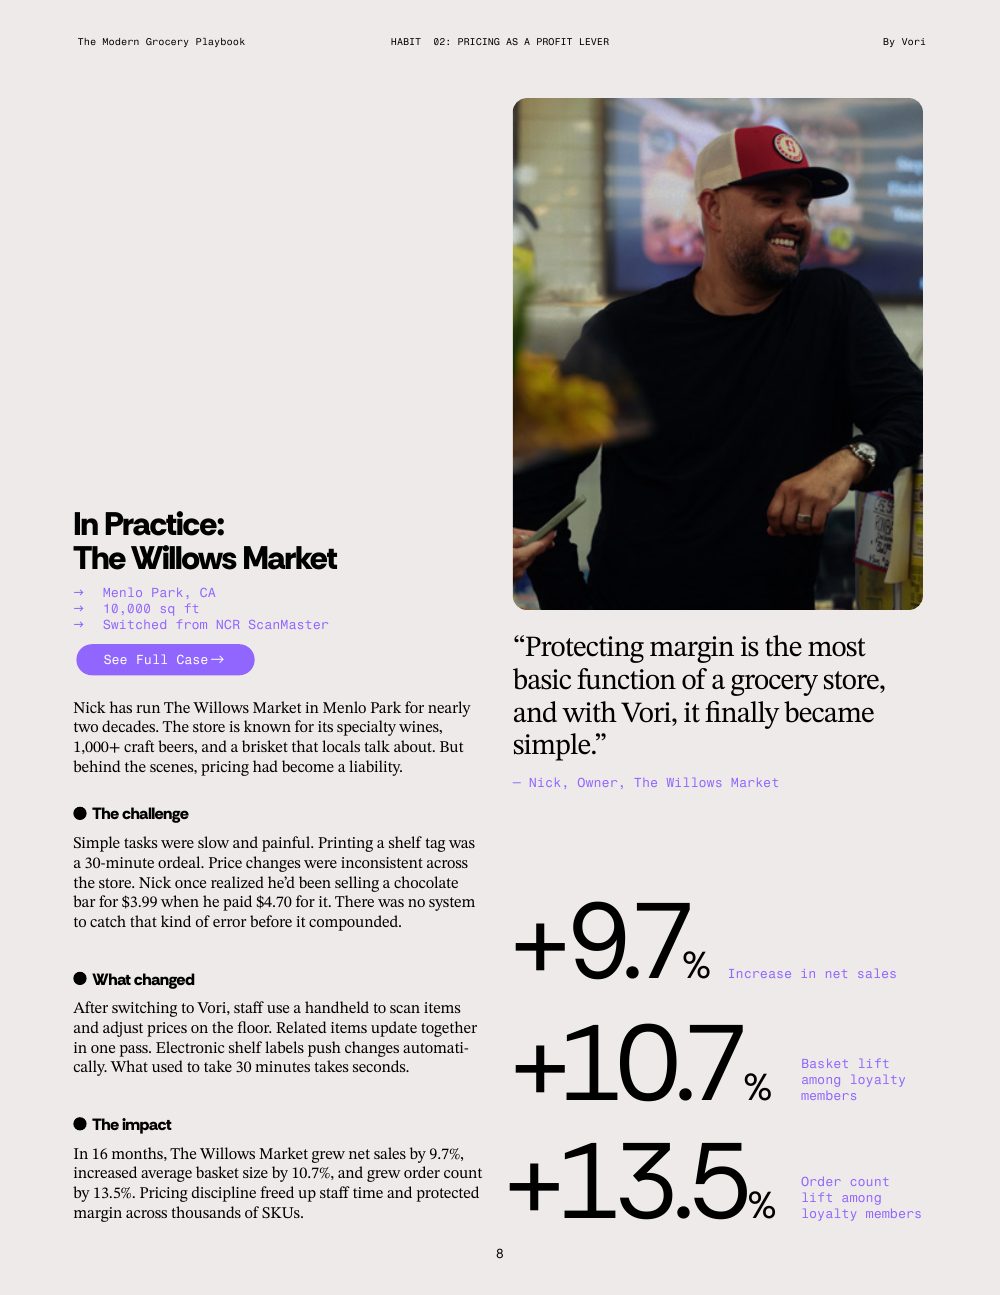 The Modern Grocery Playbook
HABIT  02: PRICING AS A PROFIT LEVER
By Vori
In Practice:
The Willows Market
→ Menlo Park, CA
→ 10,000 sq ft
→ Switched from NCR ScanMaster
See Full Case→
Nick has run The Willows Market in Menlo Park for nearly
two decades. The store is known for its specialty wines,
1,000+ craft beers, and a brisket that locals talk about. But
behind the scenes, pricing had become a liability.
● The challenge
Simple tasks were slow and painful. Printing a shelf tag was
a 30-minute ordeal. Price changes were inconsistent across
the store. Nick once realized he’d been selling a chocolate
bar for $3.99 when he paid $4.70 for it. There was no system
to catch that kind of error before it compounded.
● What changed
After switching to Vori, staff use a handheld to scan items
and adjust prices on the floor. Related items update together
in one pass. Electronic shelf labels push changes automati-
cally. What used to take 30 minutes takes seconds.
● The impact
In 16 months, The Willows Market grew net sales by 9.7%,
increased average basket size by 10.7%, and grew order count
by 13.5%. Pricing discipline freed up staff time and protected
margin across thousands of SKUs.
“Protecting margin is the most
basic function of a grocery store,
and with Vori, it finally became
simple.”
— Nick, Owner, The Willows Market
+9.7% Increase in net sales
+10.7%
Basket lift
among loyalty
members
+13.5%
Order count
lift among
loyalty members
8